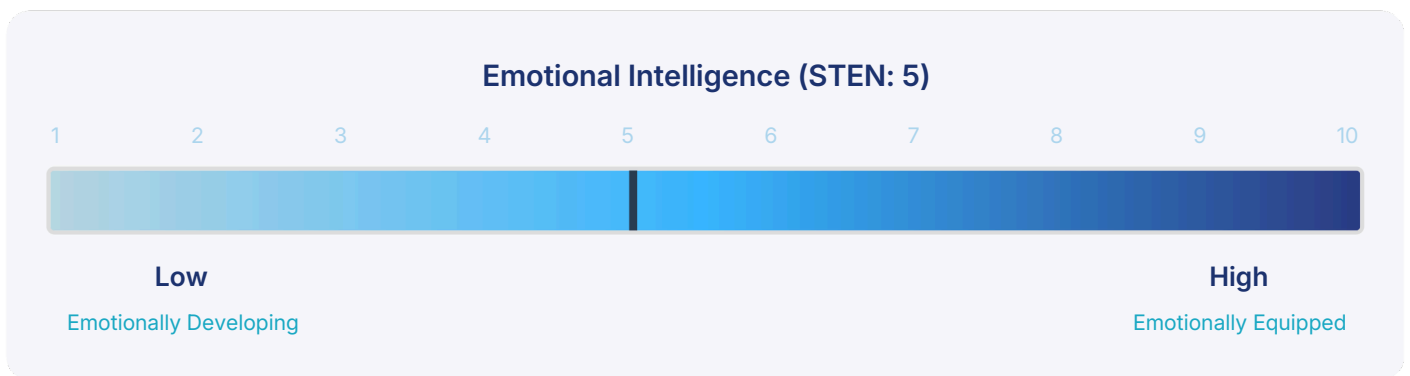 Emotional Intelligence (STEN: 5)
1 2 3 4 5 6 7 8 9 10
Low High
Emotionally Developing Emotionally Equipped